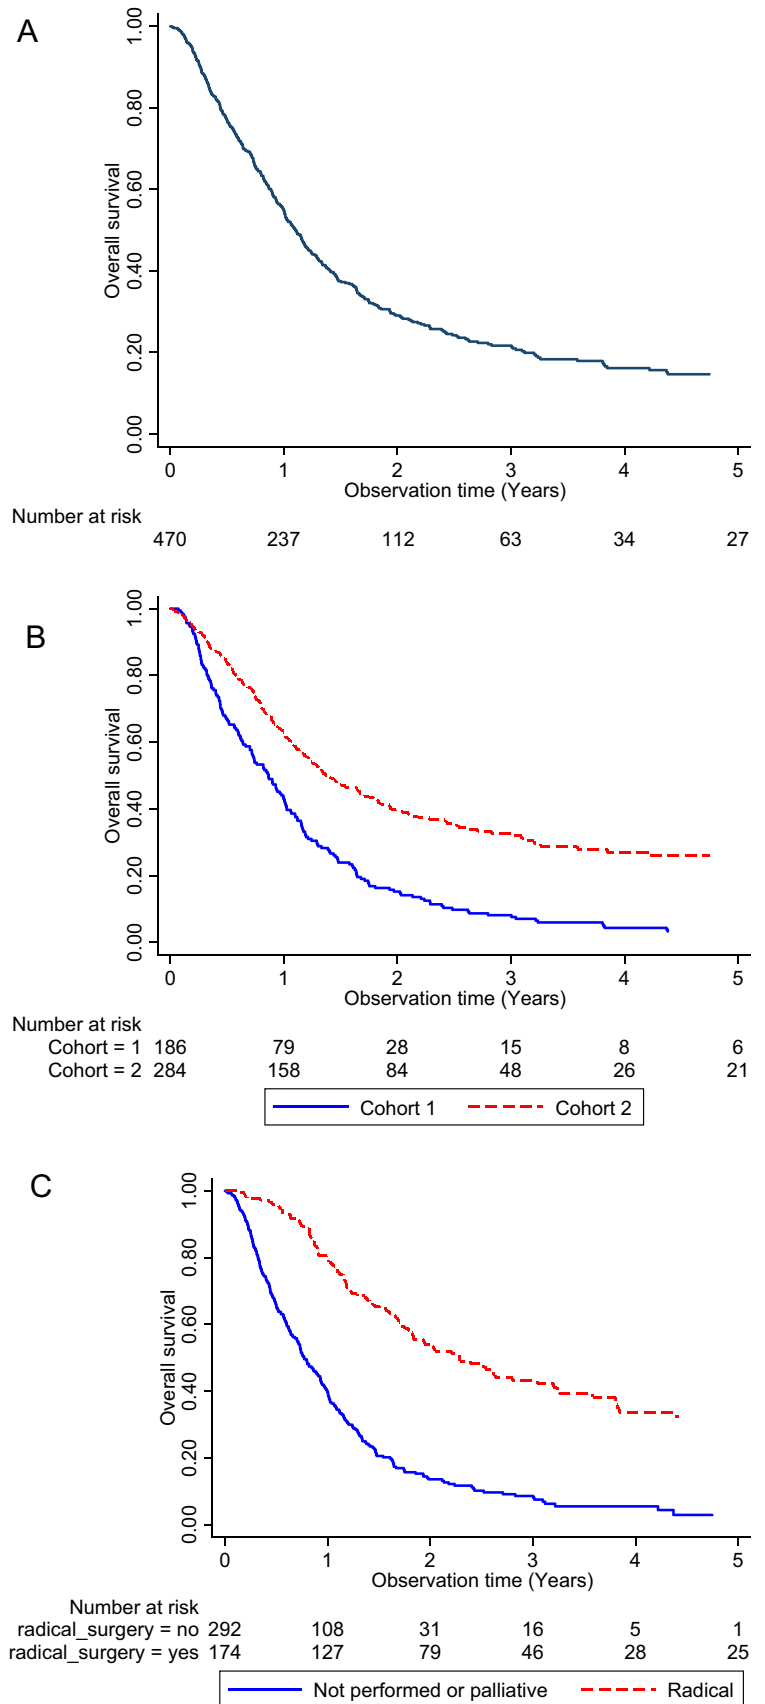 A
Overall survival
1.00
0.80
0.60
0.40
0.20
0.00
0 1 2 3 4 5
Observation time (Years)
Number at risk
470 237 112 63 34 27
B
Overall survival
1.00
0.80
0.60
0.40
0.20
0.00
0 1 2 3 4 5
Observation time (Years)
Number at risk
Cohort = 1 186 79 28 15 8 6
Cohort = 2 284 158 84 48 26 21
Cohort 1 Cohort 2
C
Overall survival
1.00
0.80
0.60
0.40
0.20
0.00
0 1 2 3 4 5
Observation time (Years)
Number at risk
radical_surgery = no 292 108 31 16 5 1
radical_surgery = yes 174 127 79 46 28 25
Not performed or palliative Radical